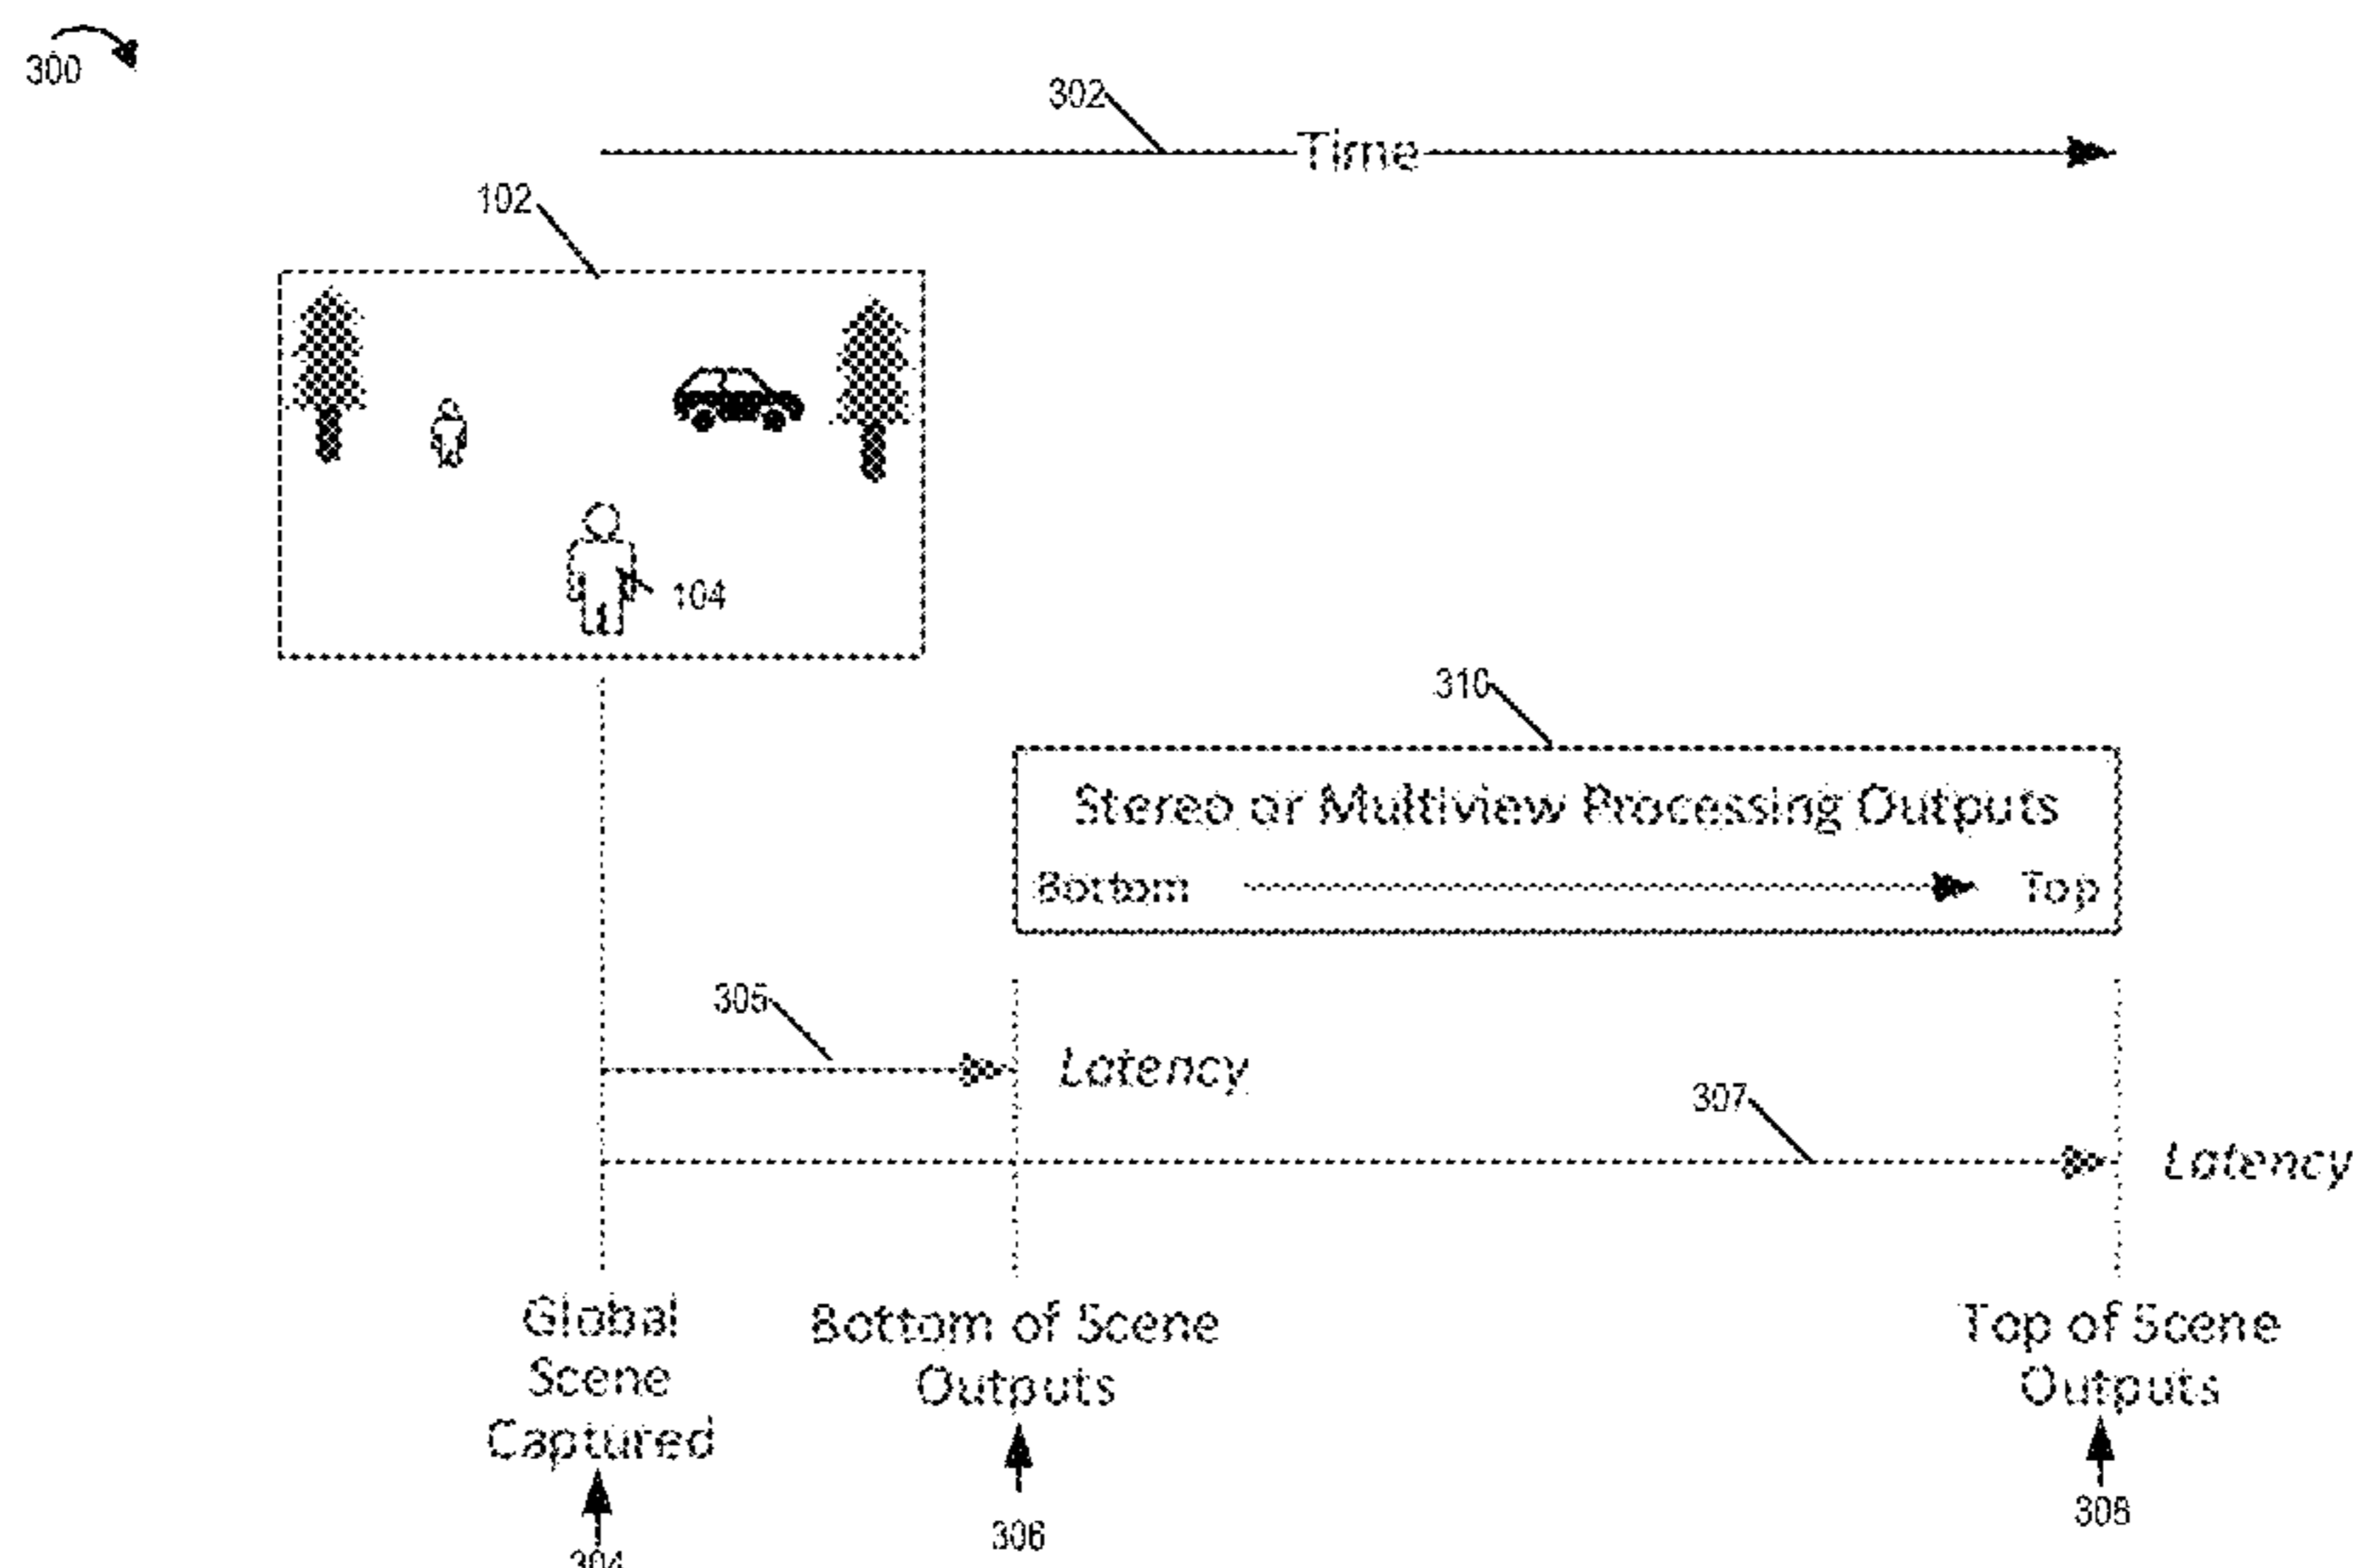 300
302
Time
102
104
310
Stereo or Multiview Processing Outputs
Bottom Top
305
Latency
307
Latency
Global
Scene
Captured
Bottom of Scene
Outputs
Top of Scene
Outputs
304
306
308